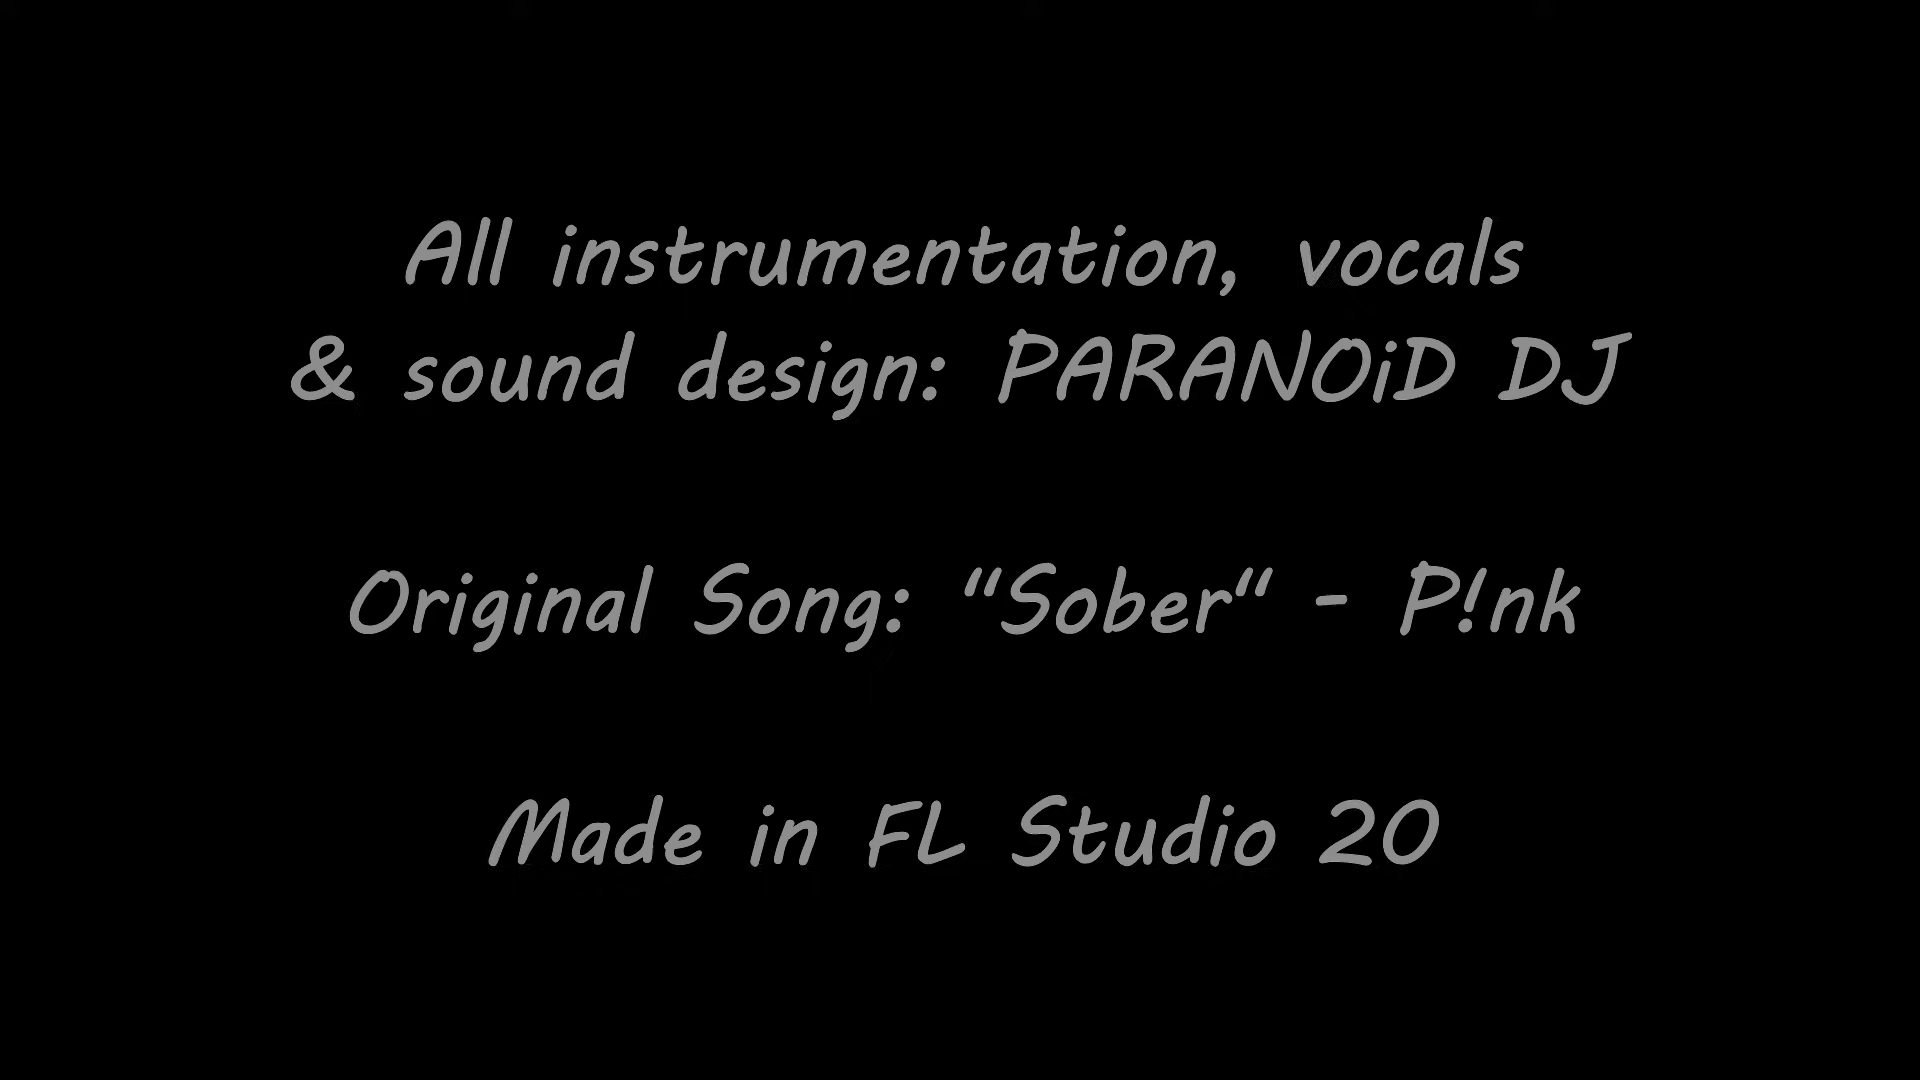 All instrumentation, vocals
& sound design: PARANOiD DJ
Original Song: "Sober" - P!nk
Made in FL Studio 20